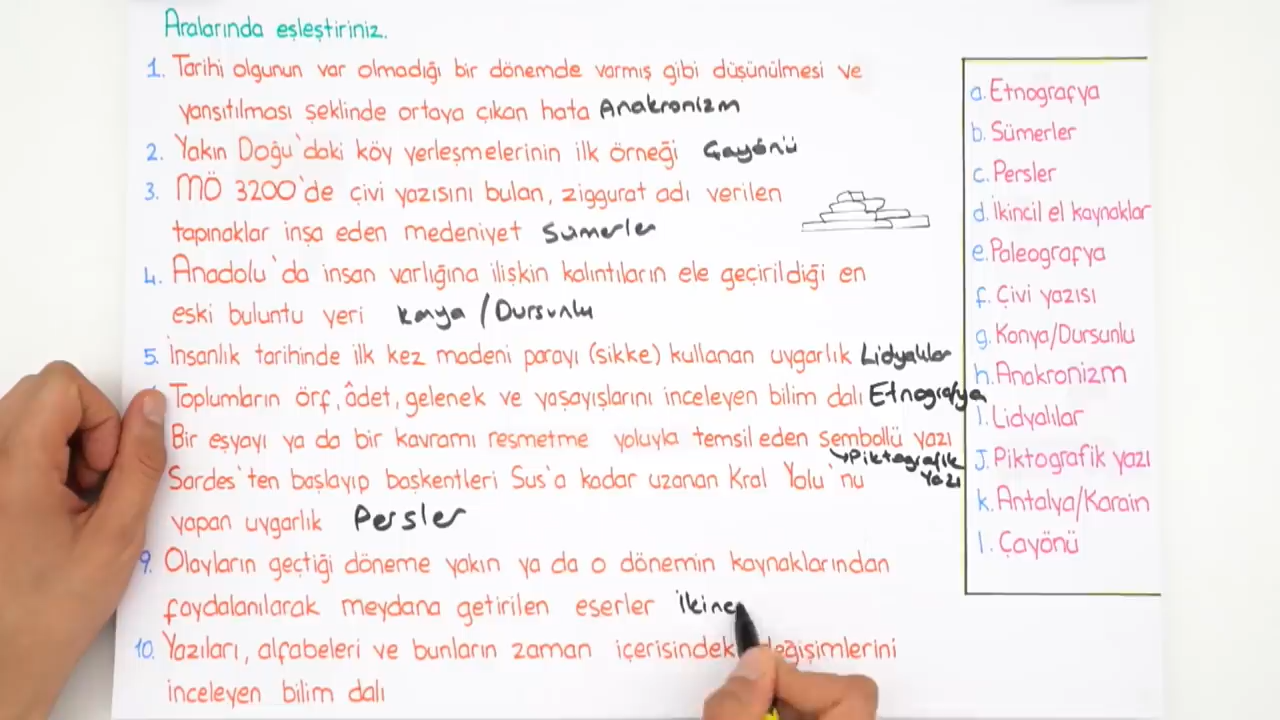 Aralarında eşleştiriniz.
1. Tarihi olgunun var olmadığı bir dönemde varmış gibi düşünülmesi ve
yansıtılması şeklinde ortaya çıkan hata Anakronizm
2. Yakın Doğu'daki köy yerleşmelerinin ilk örneği Çayönü
3. MÖ 3200'de çivi yazısını bulan, ziggurat adı verilen
tapınaklar inşa eden medeniyet Sümerler
4. Anadolu'da insan varlığına ilişkin kalıntıların ele geçirildiği en
eski buluntu yeri Konya / Dursunlu
5. İnsanlık tarihinde ilk kez madeni parayı (sikke) kullanan uygarlık Lidyalılar
Toplumların örf, âdet, gelenek ve yaşayışlarını inceleyen bilim dalı Etnografya
Bir eşyayı ya da bir kavramı resmetme yoluyla temsil eden sembollü yazı
Piktografik
yazı
Sardes'ten başlayıp başkentleri Sus'a kadar uzanan Kral Yolu'nu
yapan uygarlık Persler
9. Olayların geçtiği döneme yakın ya da o dönemin kaynaklarından
faydalanılarak meydana getirilen eserler İkinc
10. Yazıları, alfabeleri ve bunların zaman içerisindek değişimlerini
inceleyen bilim dalı
a. Etnografya
b. Sümerler
c. Persler
d. İkincil el kaynaklar
e. Paleografya
f. Çivi yazısı
g. Konya/Dursunlu
h. Anakronizm
I. Lidyalılar
J. Piktografik yazı
k. Antalya/Karain
l. Çayönü